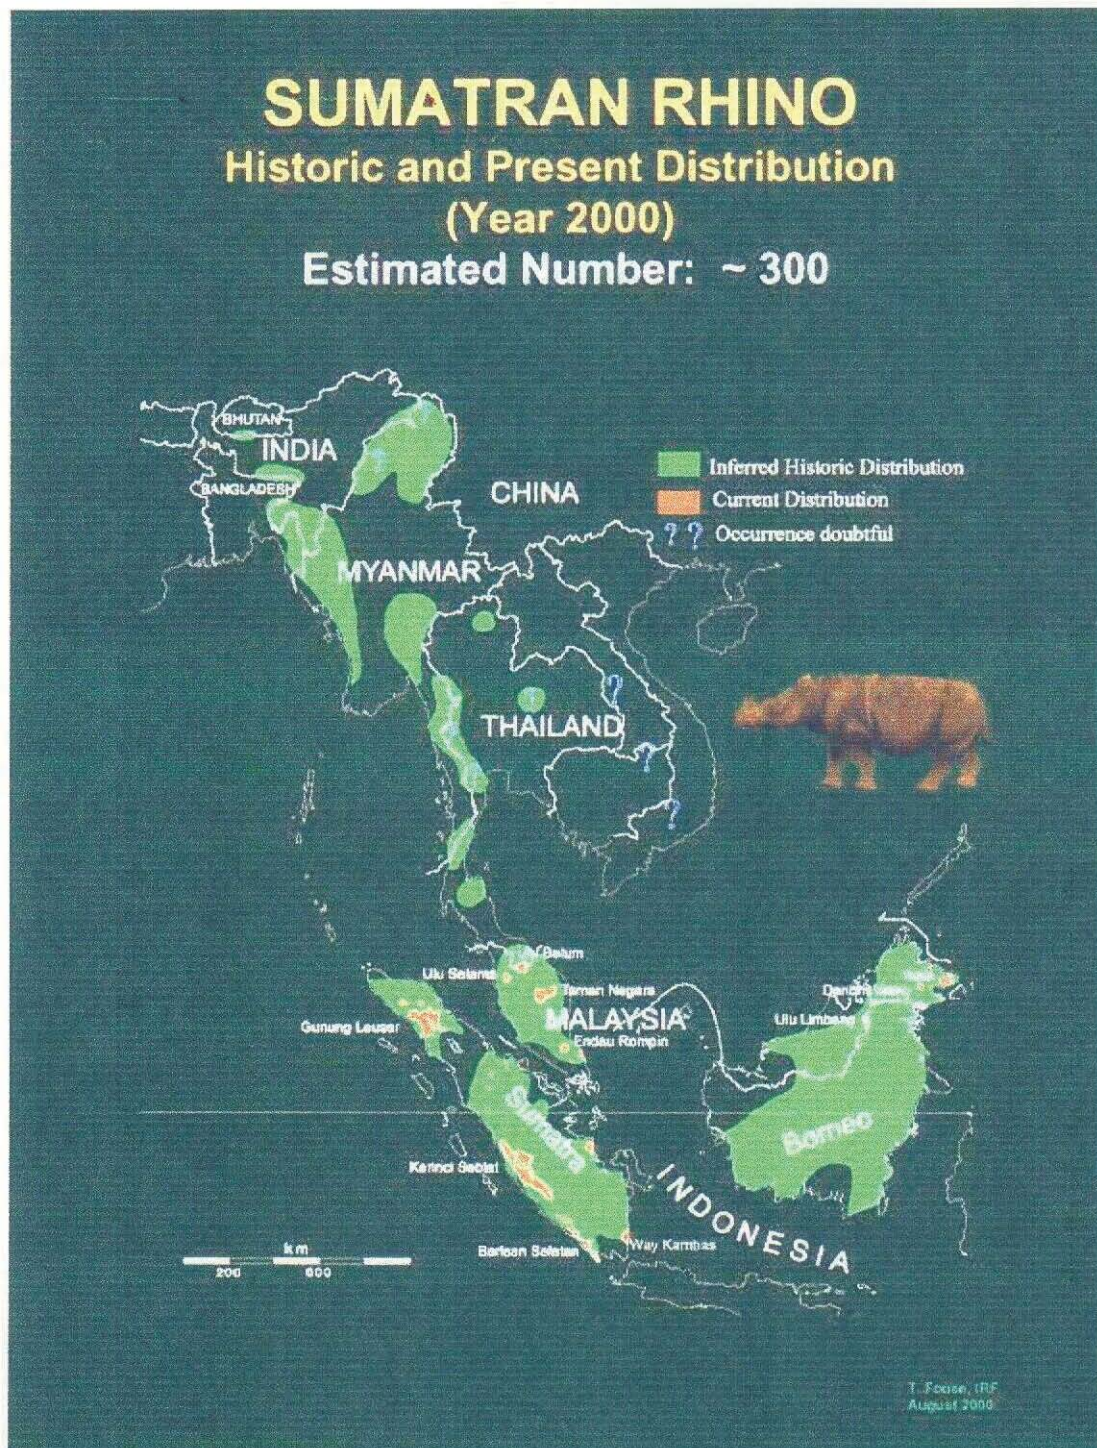 SUMATRAN RHINO
Historic and Present Distribution
(Year 2000)
Estimated Number: ~ 300
BHUTAN
INDIA
BANGLADESH
CHINA
Inferred Historic Distribution
Current Distribution
? ? Occurrence doubtful
MYANMAR
?
THAILAND
?
?
Belum
Ulu Selama
Taman Negara
Gunung Leuser
MALAYSIA
Ulu Limbang
Endau Rompin
Sumatra
Borneo
Kerinci Seblat
INDONESIA
Barisan Selatan
Way Kambas
km
200
600
T. Foose, IRF
August 2000